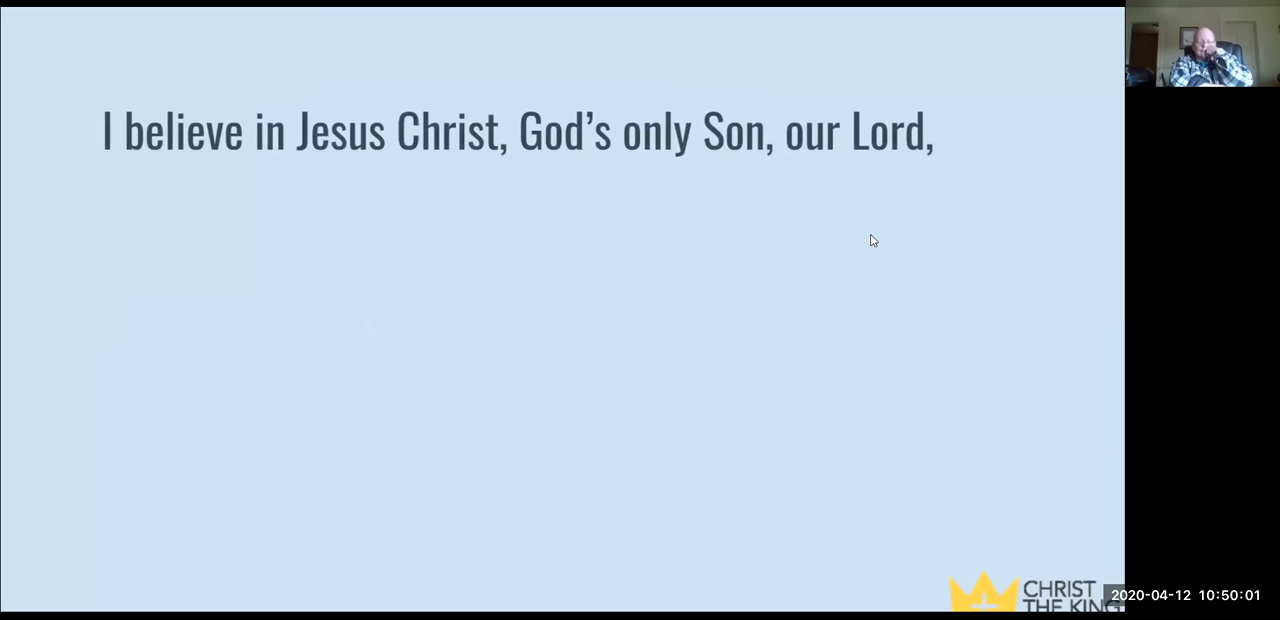 I believe in Jesus Christ, God’s only Son, our Lord,
CHRIST
THE KING
2020-04-12 10:50:01